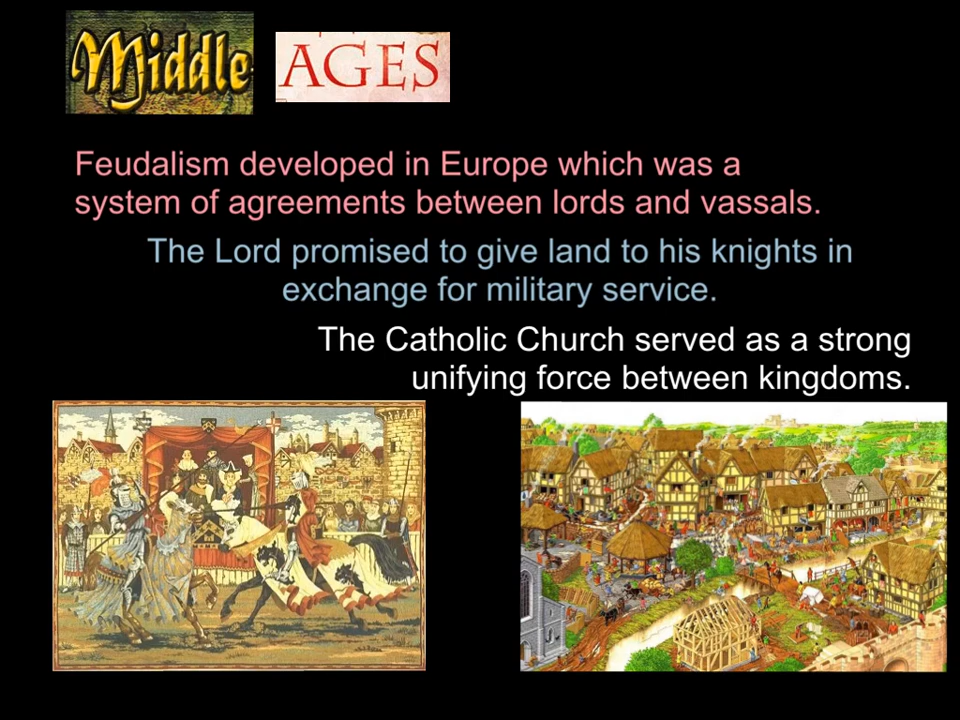 Middle AGES
Feudalism developed in Europe which was a
system of agreements between lords and vassals.
The Lord promised to give land to his knights in
exchange for military service.
The Catholic Church served as a strong
unifying force between kingdoms.